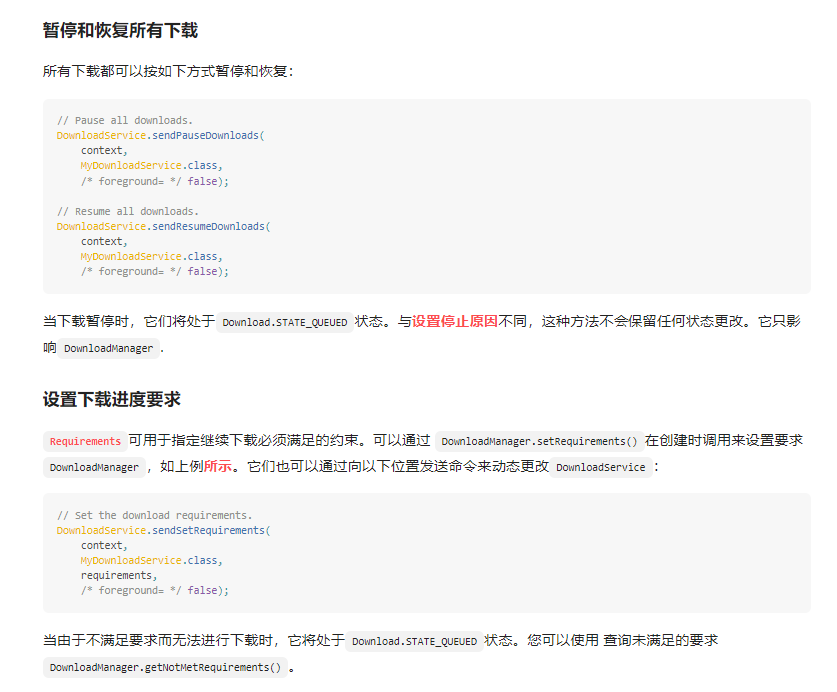 暂停和恢复所有下载
所有下载都可以按如下方式暂停和恢复：
// Pause all downloads.
DownloadService.sendPauseDownloads(
    context,
    MyDownloadService.class,
    /* foreground= */ false);
// Resume all downloads.
DownloadService.sendResumeDownloads(
    context,
    MyDownloadService.class,
    /* foreground= */ false);
当下载暂停时，它们将处于 Download.STATE_QUEUED 状态。与设置停止原因不同，这种方法不会保留任何状态更改。它只影
响 DownloadManager .
设置下载进度要求
Requirements 可用于指定继续下载必须满足的约束。可以通过 DownloadManager.setRequirements() 在创建时调用来设置要求
DownloadManager ，如上例所示。它们也可以通过向以下位置发送命令来动态更改 DownloadService ：
// Set the download requirements.
DownloadService.sendSetRequirements(
    context,
    MyDownloadService.class,
    requirements,
    /* foreground= */ false);
当由于不满足要求而无法进行下载时，它将处于 Download.STATE_QUEUED 状态。您可以使用 查询未满足的要求
DownloadManager.getNotMetRequirements() 。